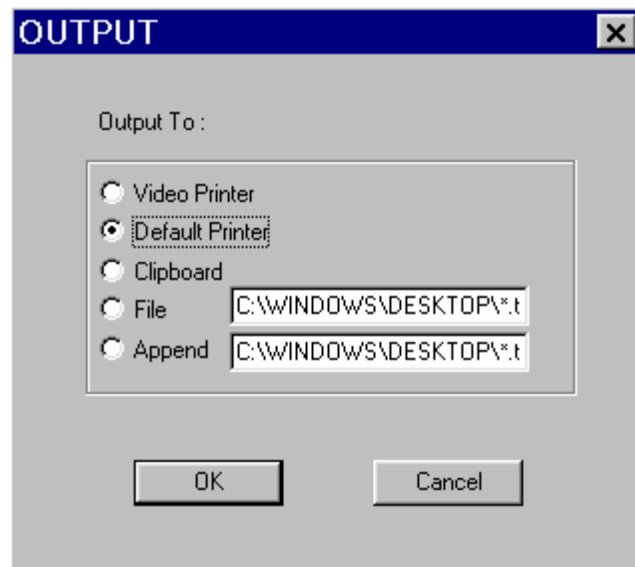 OUTPUT
Output To :
Video Printer
Default Printer
Clipboard
File C:\WINDOWS\DESKTOP\*.t
Append C:\WINDOWS\DESKTOP\*.t
OK Cancel